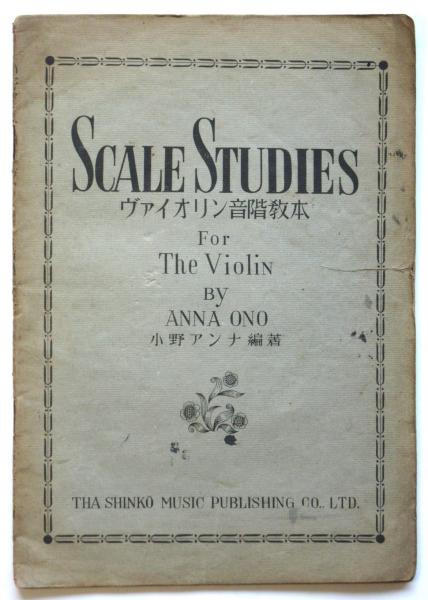 SCALE STUDIES
ヴァイオリン音階教本
For
The Violin
By
ANNA ONO
小野アンナ編著
THA SHINKO MUSIC PUBLISHING CO., LTD.